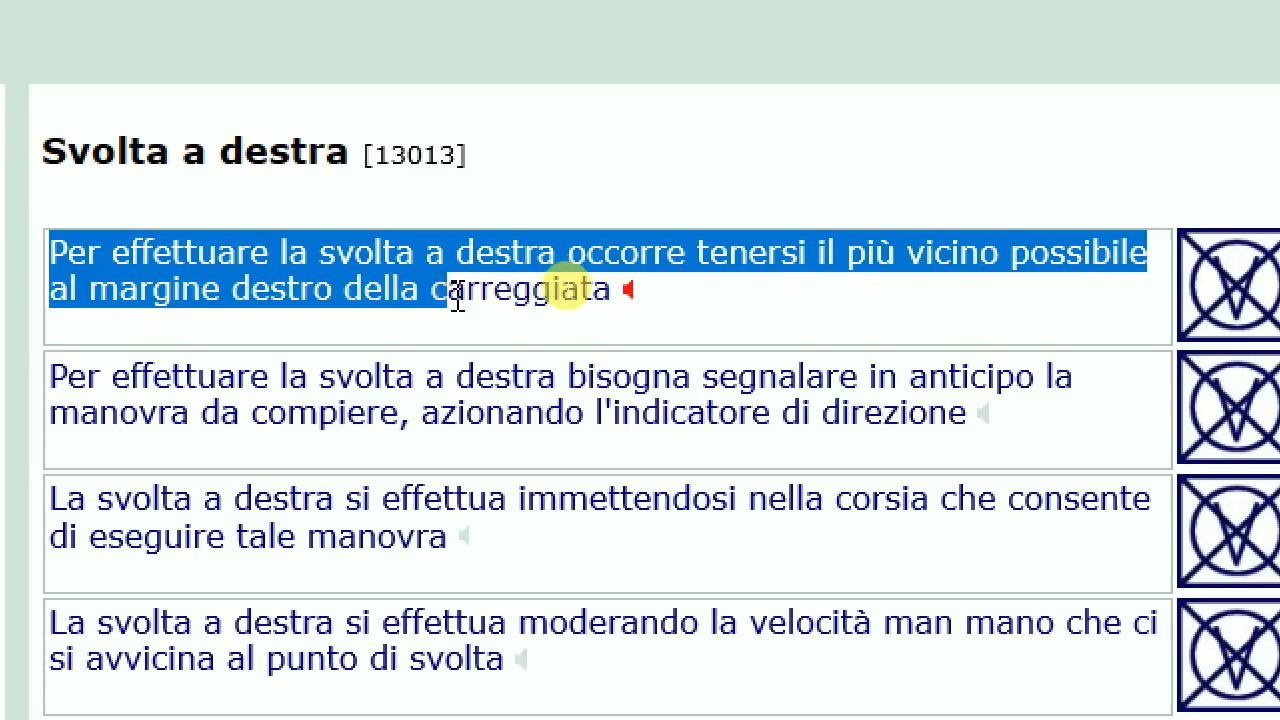 Svolta a destra [13013]
Per effettuare la svolta a destra occorre tenersi il più vicino possibile
al margine destro della carreggiata
Per effettuare la svolta a destra bisogna segnalare in anticipo la
manovra da compiere, azionando l'indicatore di direzione
La svolta a destra si effettua immettendosi nella corsia che consente
di eseguire tale manovra
La svolta a destra si effettua moderando la velocità man mano che ci
si avvicina al punto di svolta
V
V
V
V